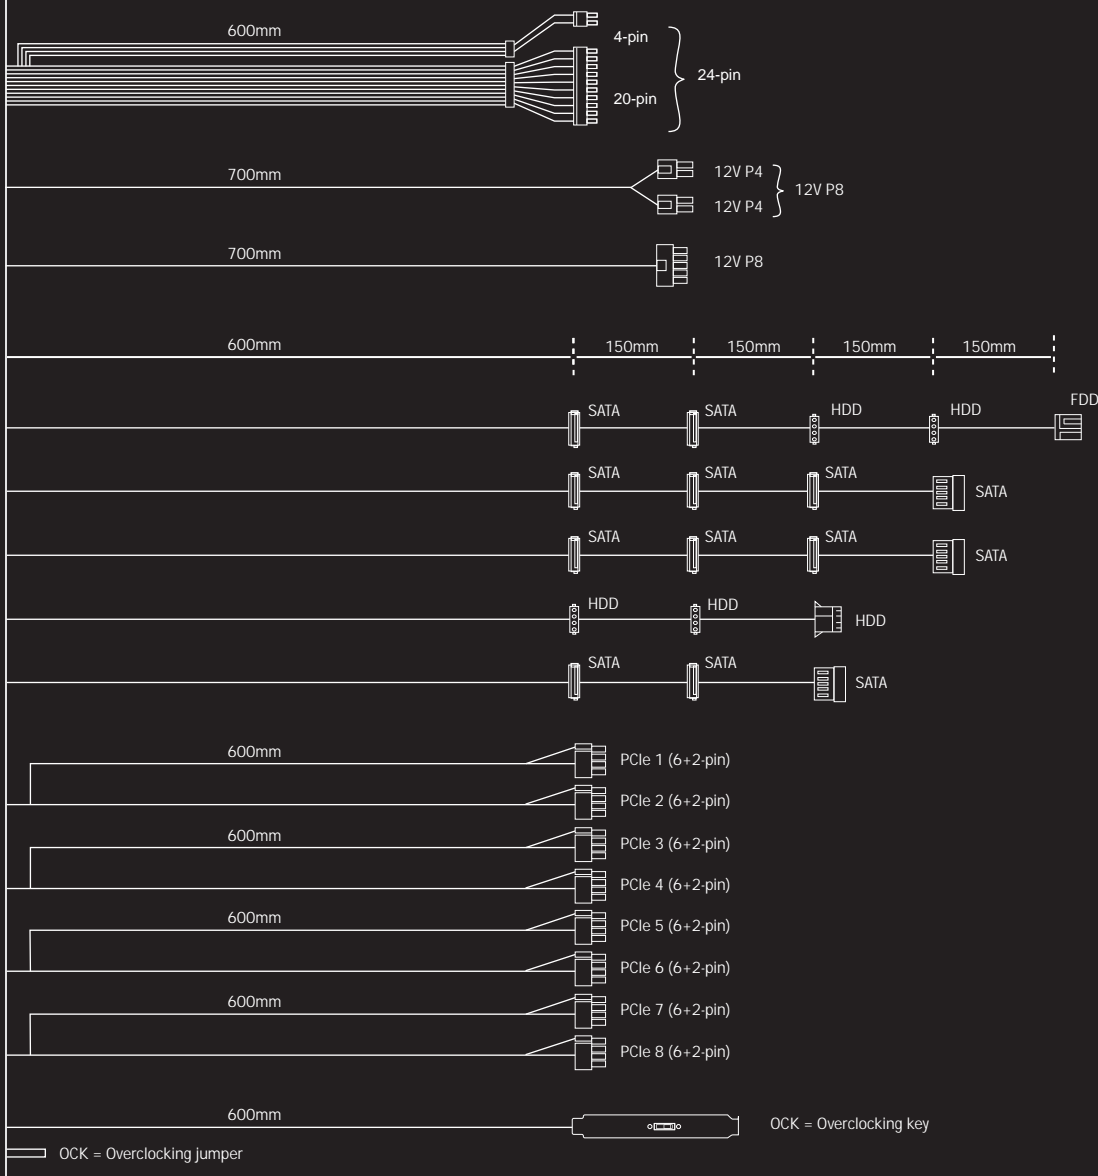 600mm
4-pin
24-pin
20-pin
700mm
12V P4
12V P8
12V P4
700mm
12V P8
600mm 150mm 150mm 150mm 150mm
SATA SATA HDD HDD FDD
SATA SATA SATA SATA
SATA SATA SATA SATA
HDD HDD HDD
SATA SATA SATA
600mm
PCIe 1 (6+2-pin)
PCIe 2 (6+2-pin)
600mm
PCIe 3 (6+2-pin)
PCIe 4 (6+2-pin)
600mm
PCIe 5 (6+2-pin)
PCIe 6 (6+2-pin)
600mm
PCIe 7 (6+2-pin)
PCIe 8 (6+2-pin)
600mm
OCK = Overclocking key
OCK = Overclocking jumper